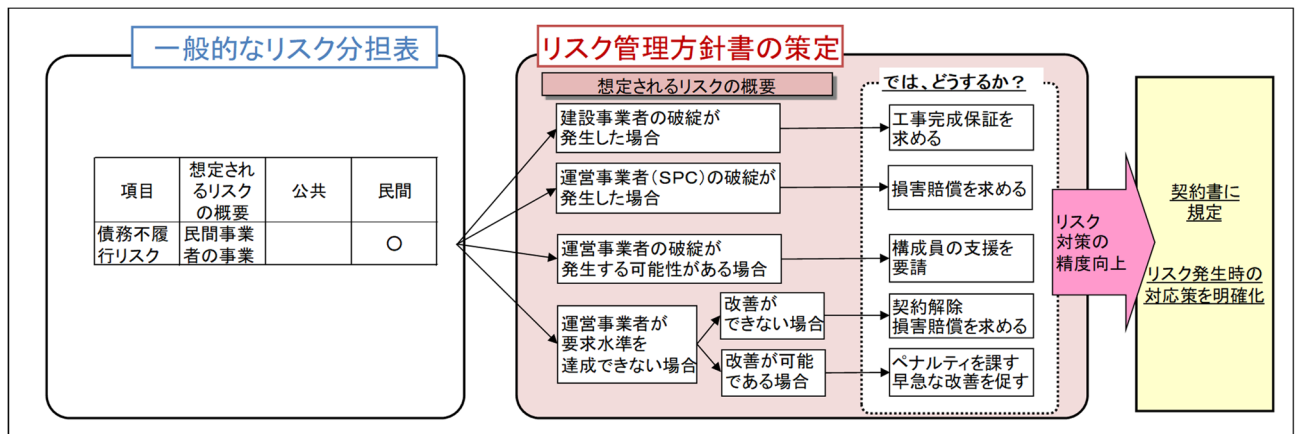 一般的なリスク分担表
項目
想定され
るリスク
の概要
公共
民間
債務不履
行リスク
民間事業
者の事業
○
リスク管理方針書の策定
想定されるリスクの概要
では、どうするか？
建設事業者の破綻が
発生した場合
工事完成保証を
求める
運営事業者(SPC)の破綻が
発生した場合
損害賠償を求める
運営事業者の破綻が
発生する可能性がある場合
構成員の支援を
要請
運営事業者が
要求水準を
達成できない場合
改善が
できない場合
契約解除
損害賠償を求める
改善が可能
である場合
ペナルティを課す
早急な改善を促す
リスク
対策の
精度向上
契約書に
規定
リスク発生時の
対応策を明確化